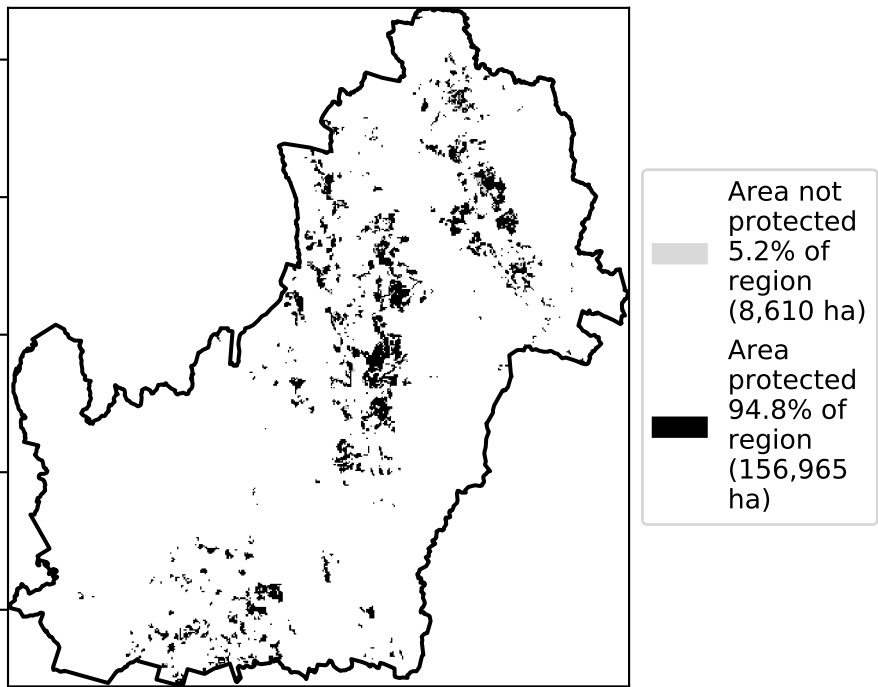 Area not
protected
5.2% of
region
(8,610 ha)
Area
protected
94.8% of
region
(156,965
ha)